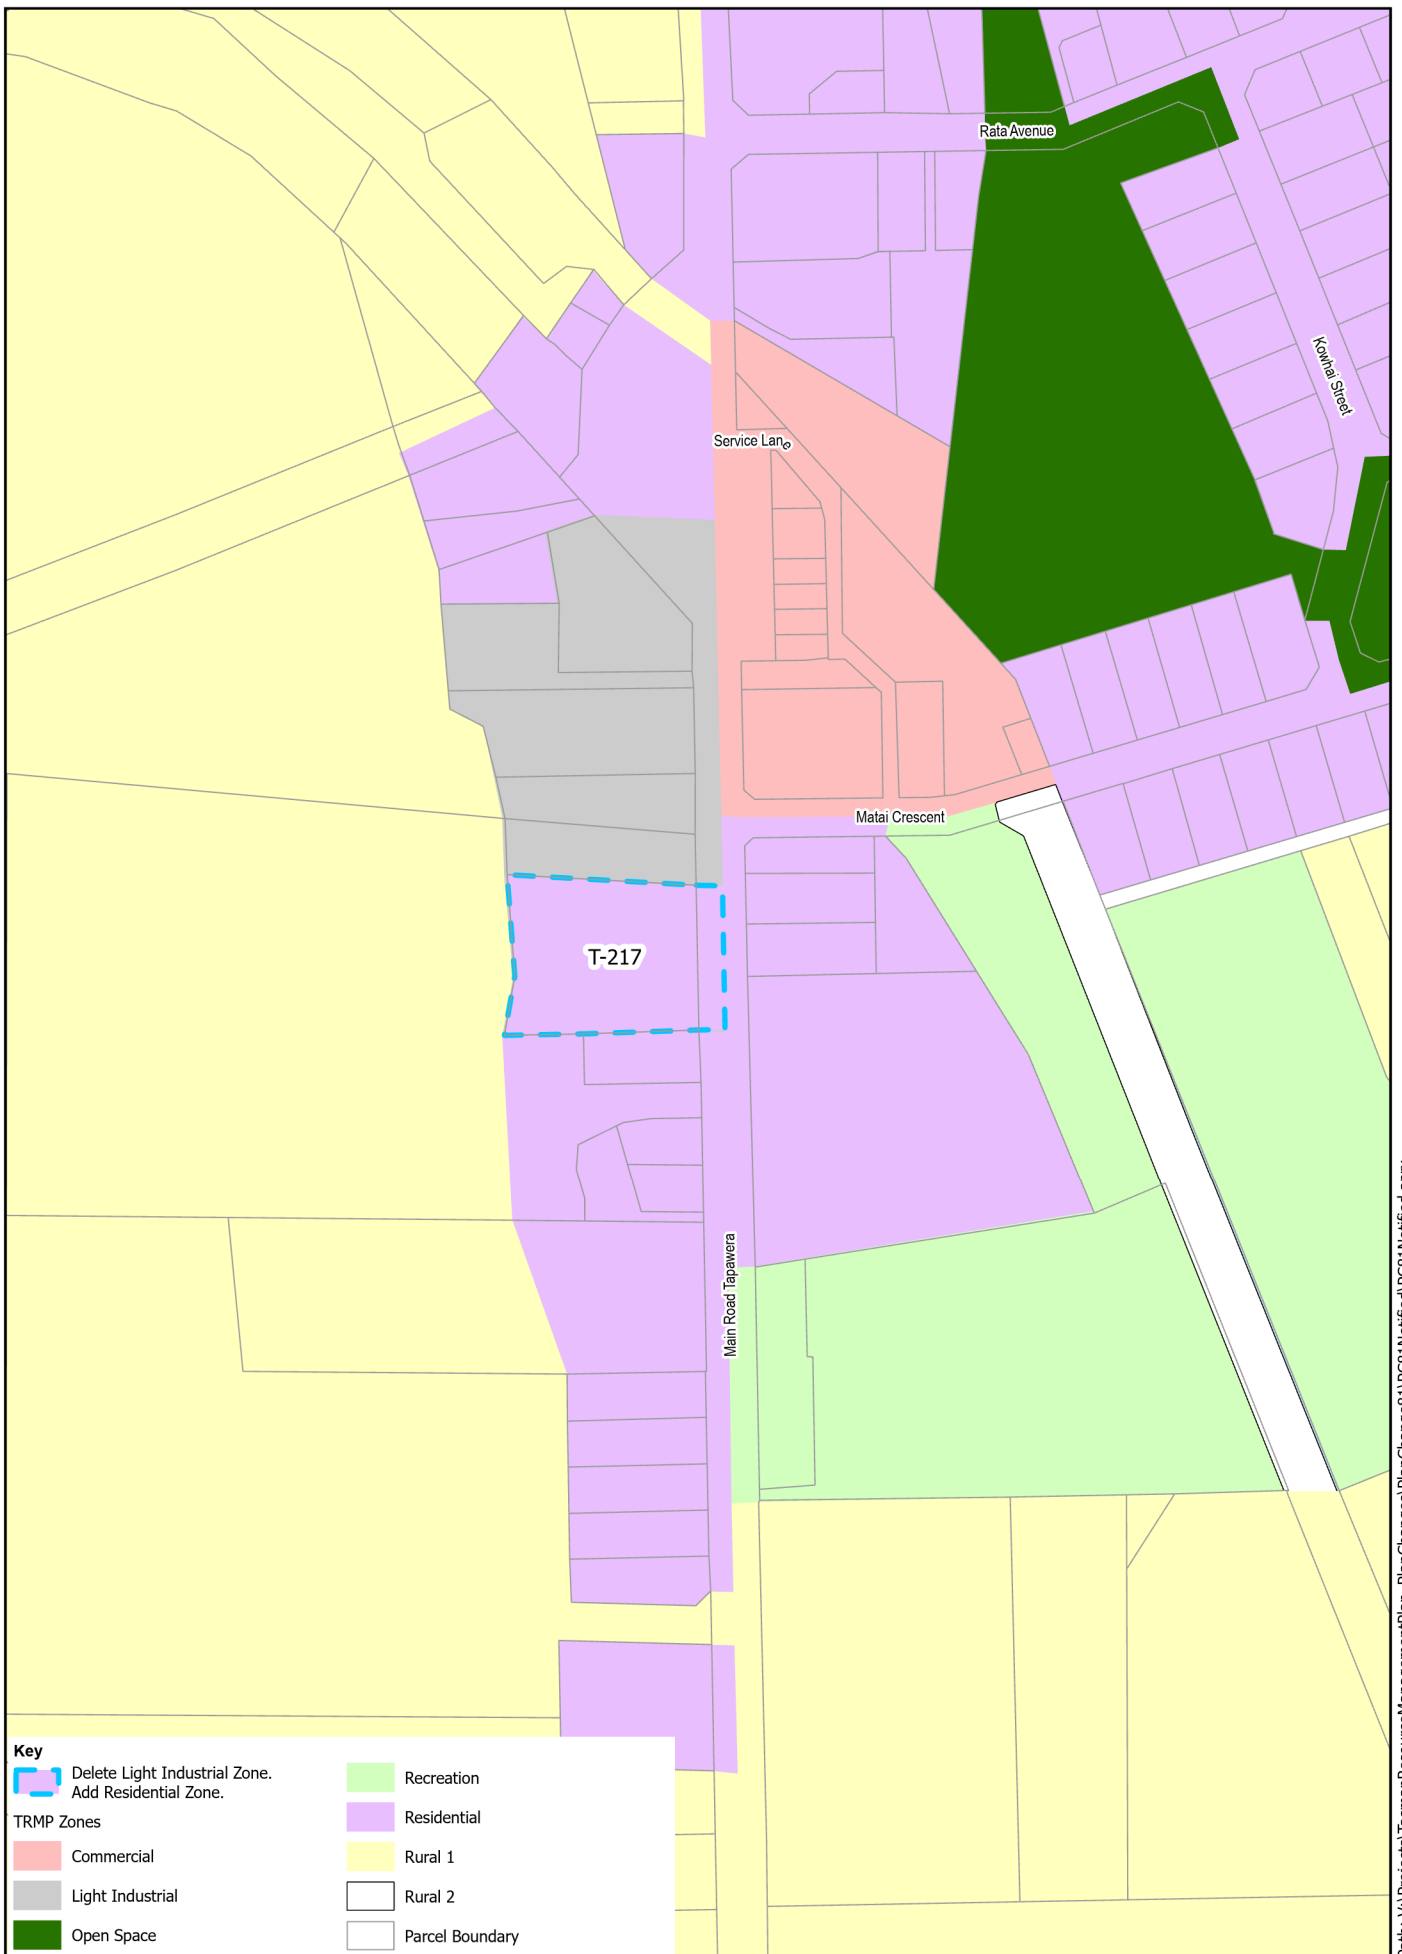 Rata Avenue
Kowhai Street
Service Lane
Matai Crescent
T-217
Main Road Tapawera
Key
Delete Light Industrial Zone.
Add Residential Zone.
TRMP Zones
Commercial
Light Industrial
Open Space
Recreation
Residential
Rural 1
Rural 2
Parcel Boundary